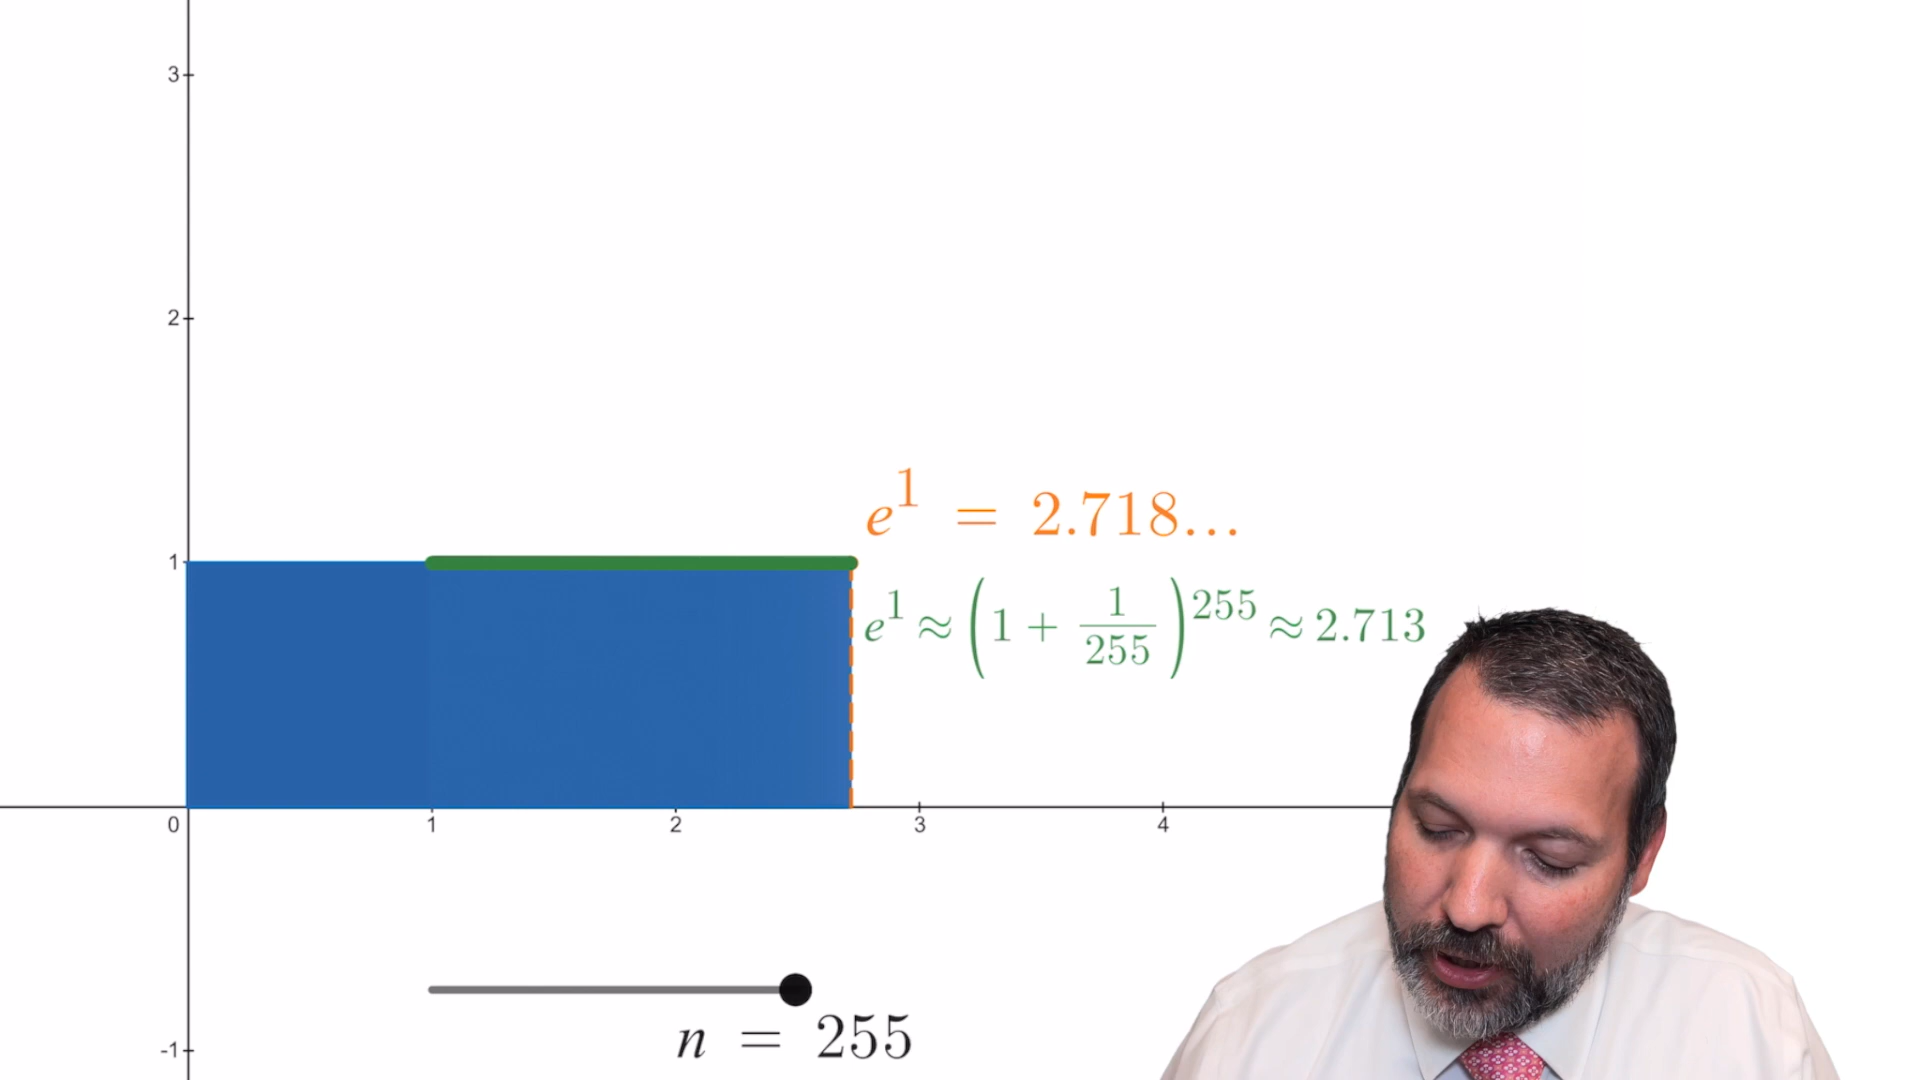 3
2
e^1 = 2.718...
1
e^1 ≈ (1 + 1/255)^255 ≈ 2.713
0 1 2 3 4
n = 255
-1